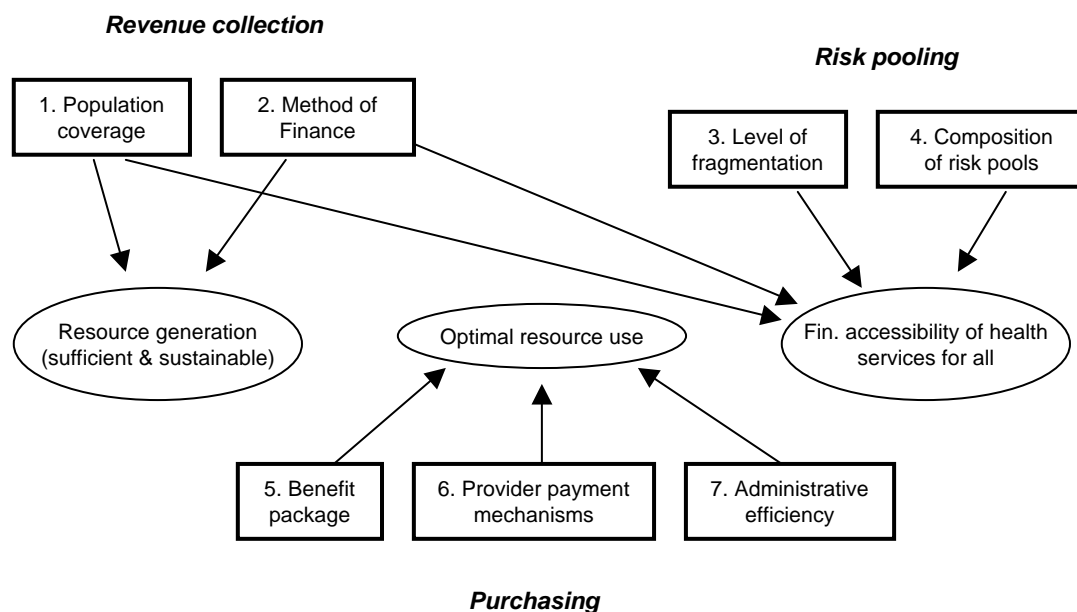 Revenue collection
Risk pooling
1. Population
coverage
2. Method of
Finance
3. Level of
fragmentation
4. Composition
of risk pools
Resource generation
(sufficient & sustainable)
Optimal resource use
Fin. accessibility of health
services for all
5. Benefit
package
6. Provider payment
mechanisms
7. Administrative
efficiency
Purchasing